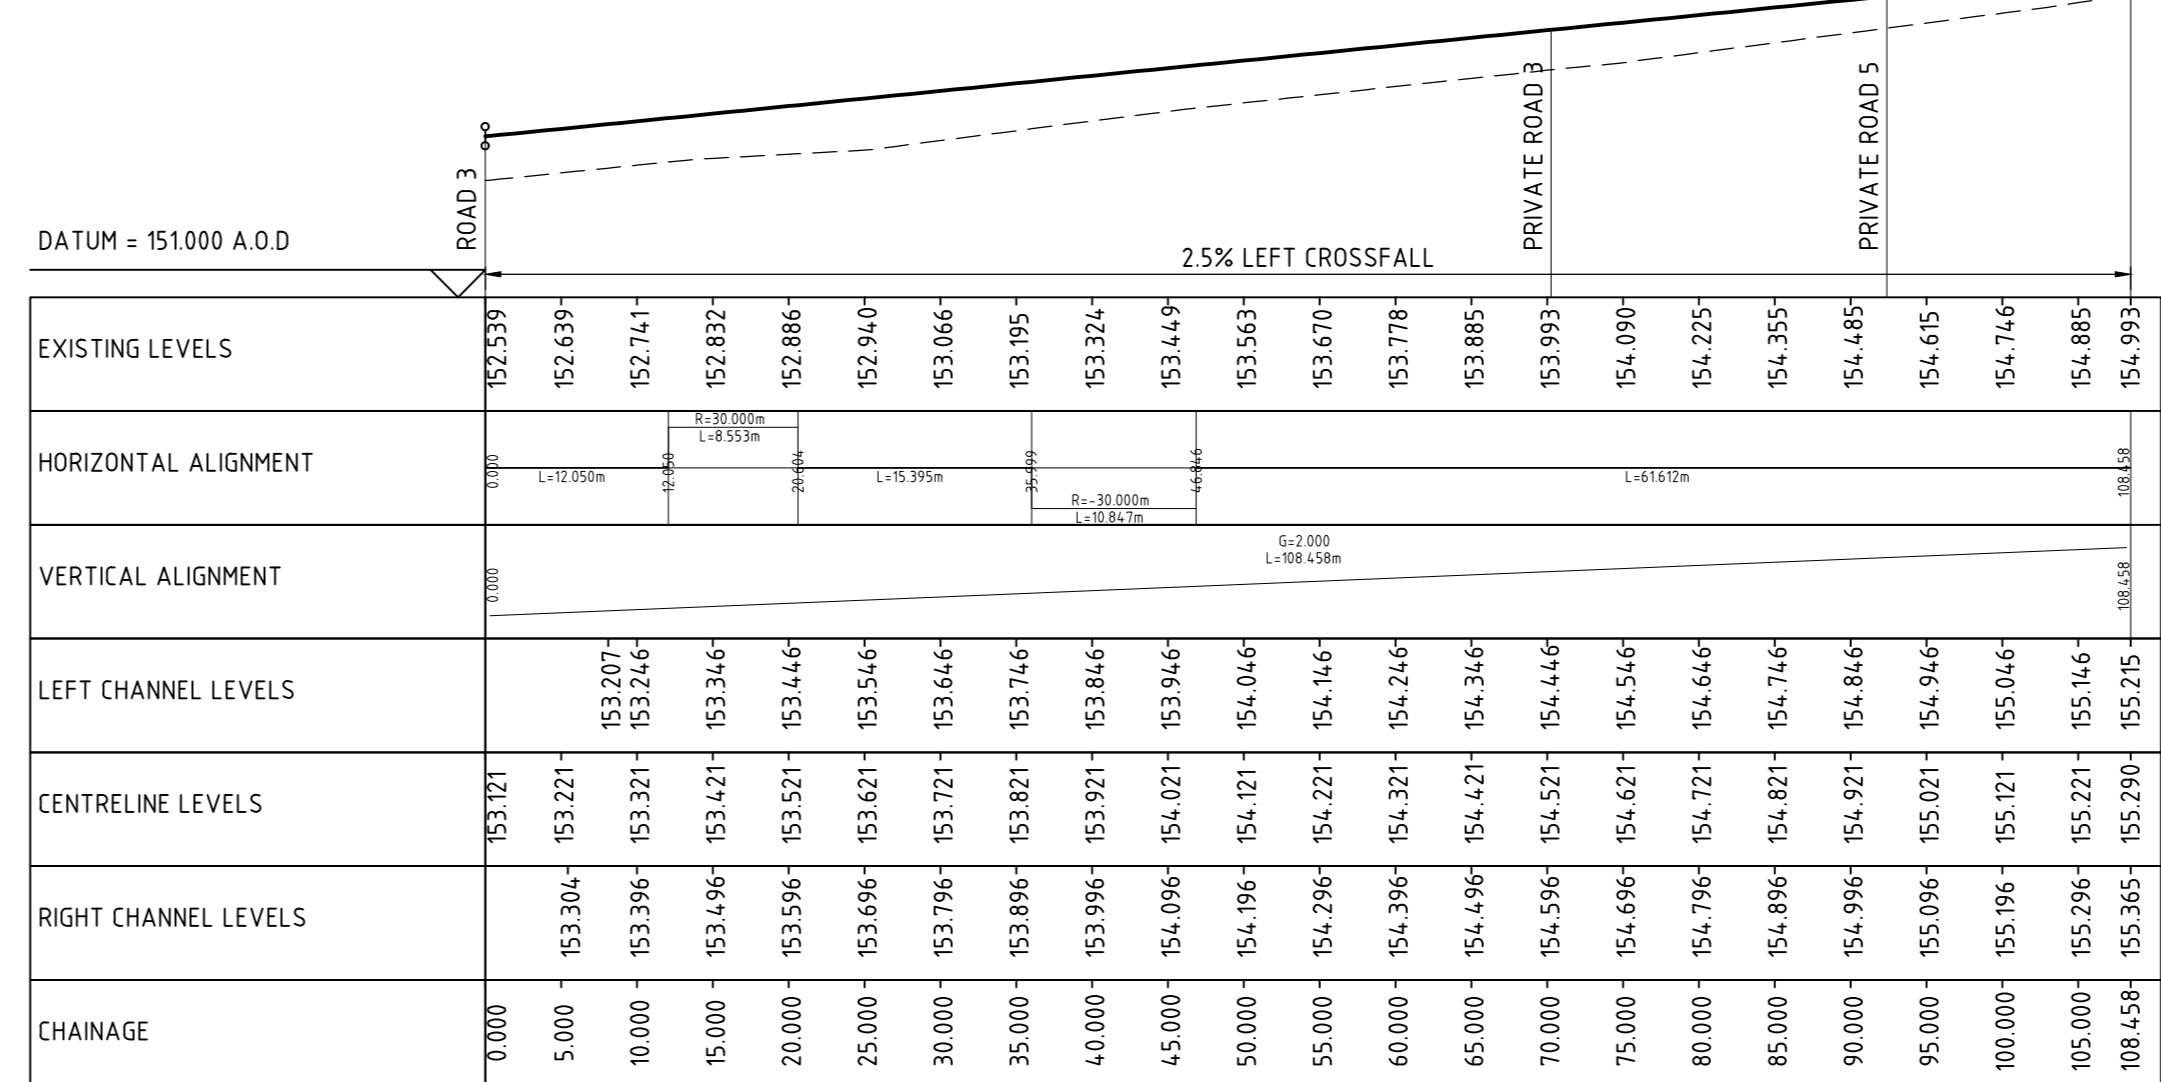 ROAD 3
PRIVATE ROAD 3
PRIVATE ROAD 5
DATUM = 151.000 A.O.D
2.5% LEFT CROSSFALL
EXISTING LEVELS 152.539 152.639 152.741 152.832 152.886 152.940 153.066 153.195 153.324 153.449 153.563 153.670 153.778 153.885 153.993 154.090 154.225 154.355 154.485 154.615 154.746 154.885 154.993
HORIZONTAL ALIGNMENT
0.000
L=12.050m
12.050
R=30.000m
L=8.553m
20.604
L=15.395m
35.999
R=-30.000m
L=10.847m
46.846
L=61.612m
108.458
VERTICAL ALIGNMENT
0.000
G=2.000
L=108.458m
108.458
LEFT CHANNEL LEVELS 153.207 153.246 153.346 153.446 153.546 153.646 153.746 153.846 153.946 154.046 154.146 154.246 154.346 154.446 154.546 154.646 154.746 154.846 154.946 155.046 155.146 155.215
CENTRELINE LEVELS 153.121 153.221 153.321 153.421 153.521 153.621 153.721 153.821 153.921 154.021 154.121 154.221 154.321 154.421 154.521 154.621 154.721 154.821 154.921 155.021 155.121 155.221 155.290
RIGHT CHANNEL LEVELS 153.304 153.396 153.496 153.596 153.696 153.796 153.896 153.996 154.096 154.196 154.296 154.396 154.496 154.596 154.696 154.796 154.896 154.996 155.096 155.196 155.296 155.365
CHAINAGE 0.000 5.000 10.000 15.000 20.000 25.000 30.000 35.000 40.000 45.000 50.000 55.000 60.000 65.000 70.000 75.000 80.000 85.000 90.000 95.000 100.000 105.000 108.458